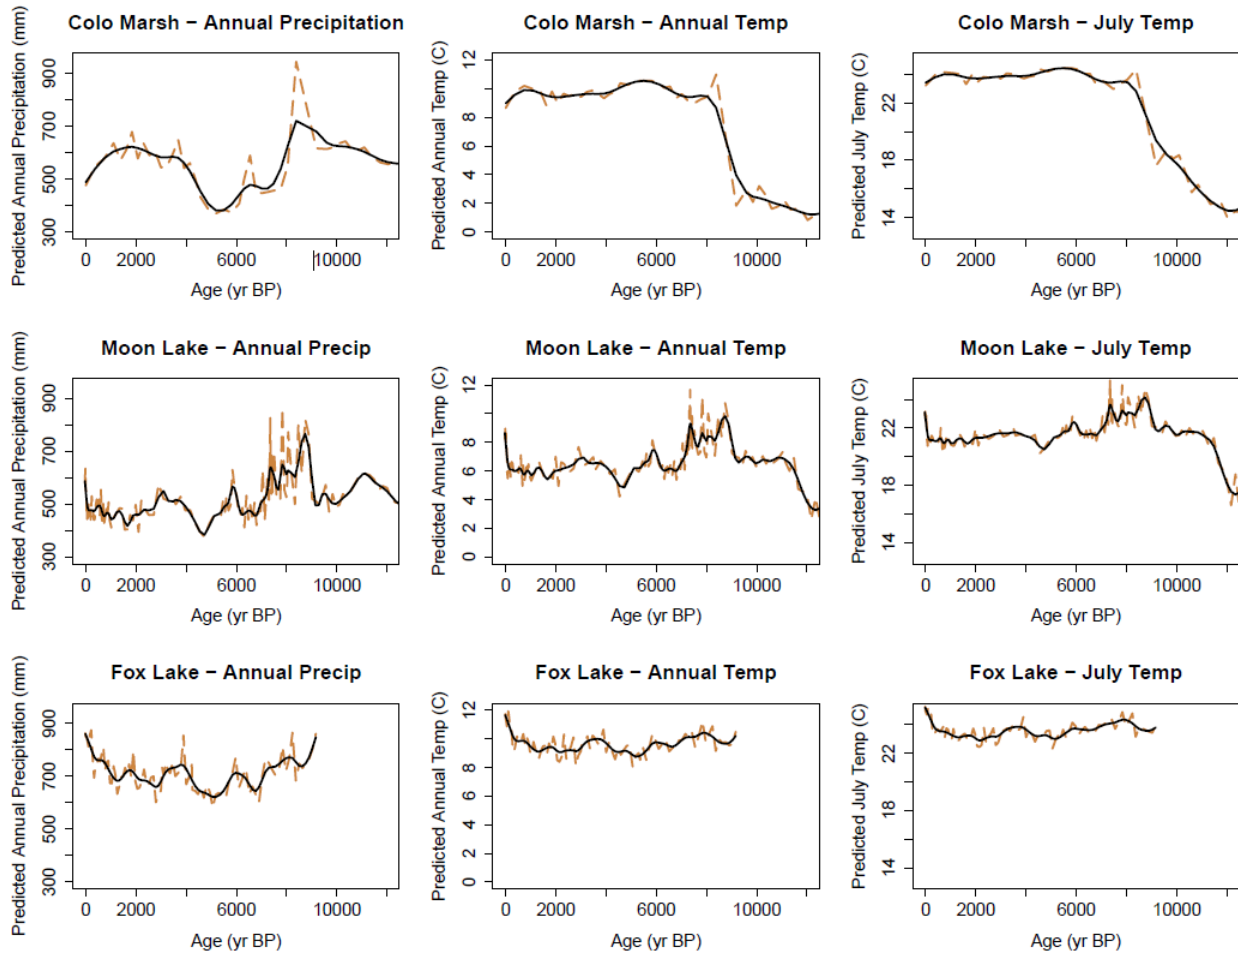 Colo Marsh − Annual Precipitation
Predicted Annual Precipitation (mm)
900
700
500
300
0 2000 6000 10000
Age (yr BP)
Colo Marsh − Annual Temp
Predicted Annual Temp (C)
12
8
6
4
2
0
0 2000 6000 10000
Age (yr BP)
Colo Marsh − July Temp
Predicted July Temp (C)
22
18
14
0 2000 6000 10000
Age (yr BP)
Moon Lake − Annual Precip
Predicted Annual Precipitation (mm)
900
700
500
300
0 2000 6000 10000
Age (yr BP)
Moon Lake − Annual Temp
Predicted Annual Temp (C)
12
8
6
4
2
0
0 2000 6000 10000
Age (yr BP)
Moon Lake − July Temp
Predicted July Temp (C)
22
18
14
0 2000 6000 10000
Age (yr BP)
Fox Lake − Annual Precip
Predicted Annual Precipitation (mm)
900
700
500
300
0 2000 6000 10000
Age (yr BP)
Fox Lake − Annual Temp
Predicted Annual Temp (C)
12
8
6
4
2
0
0 2000 6000 10000
Age (yr BP)
Fox Lake − July Temp
Predicted July Temp (C)
22
18
14
0 2000 6000 10000
Age (yr BP)